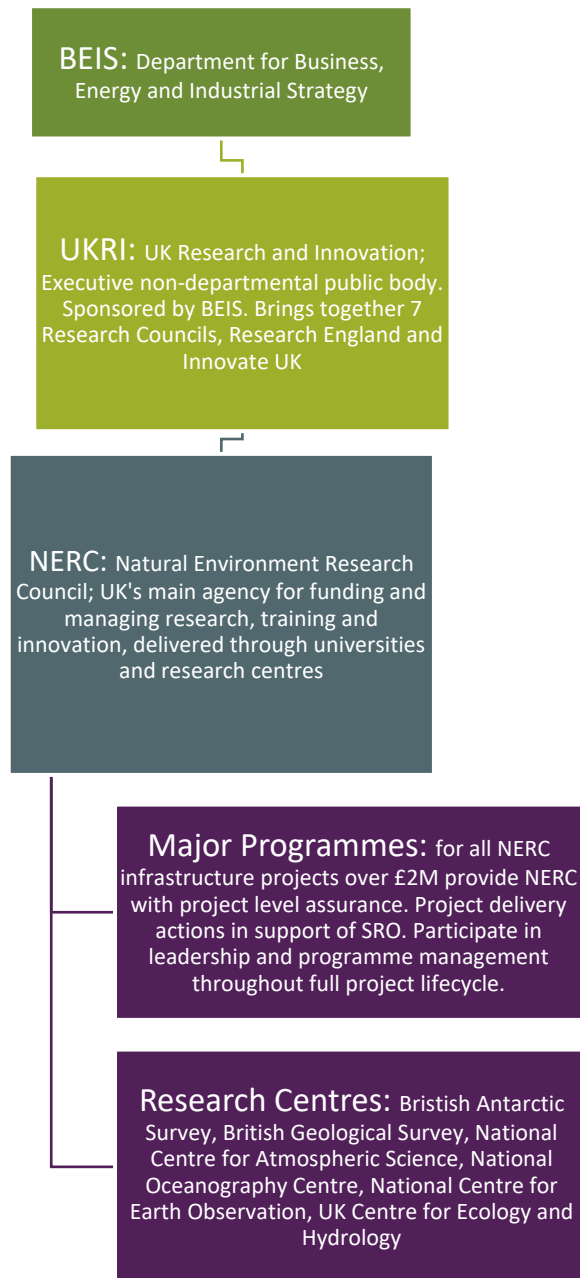 BEIS: Department for Business,
Energy and Industrial Strategy
UKRI: UK Research and Innovation;
Executive non-departmental public body.
Sponsored by BEIS. Brings together 7
Research Councils, Research England and
Innovate UK
NERC: Natural Environment Research
Council; UK's main agency for funding and
managing research, training and
innovation, delivered through universities
and research centres
Major Programmes: for all NERC
infrastructure projects over £2M provide NERC
with project level assurance. Project delivery
actions in support of SRO. Participate in
leadership and programme management
throughout full project lifecycle.
Research Centres: Bristish Antarctic
Survey, British Geological Survey, National
Centre for Atmospheric Science, National
Oceanography Centre, National Centre for
Earth Observation, UK Centre for Ecology and
Hydrology